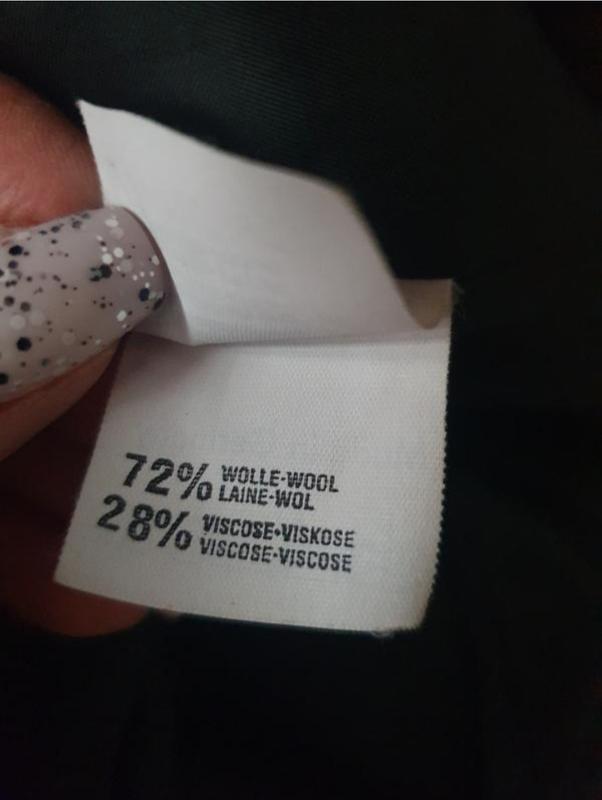 72% WOLLE-WOOL
LAINE-WOL
28% VISCOSE-VISKOSE
VISCOSE-VISCOSE